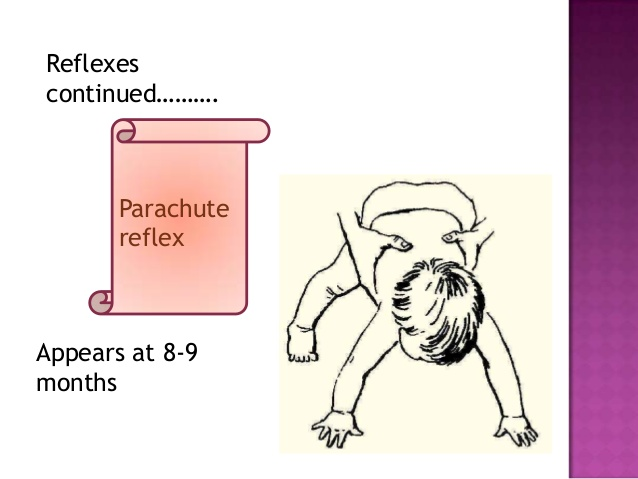 Reflexes
continued……….
Parachute
reflex
Appears at 8-9
months